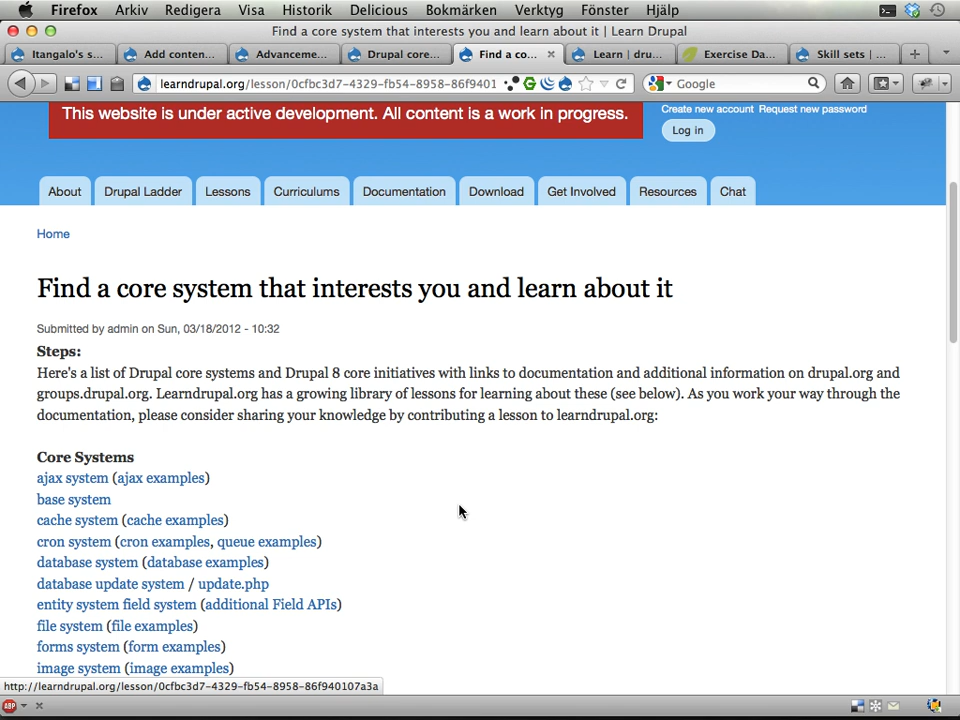 Firefox Arkiv Redigera Visa Historik Delicious Bokmärken Verktyg Fönster Hjälp
Find a core system that interests you and learn about it | Learn Drupal
Itangalo's s... Add conten... Advanceme... Drupal core... Find a co... Learn | dru... Exercise Da... Skill sets | ...
learndrupal.org/lesson/0cfbc3d7-4329-fb54-8958-86f9401 Google
This website is under active development. All content is a work in progress.
Create new account Request new password
Log in
About Drupal Ladder Lessons Curriculums Documentation Download Get Involved Resources Chat
Home
Find a core system that interests you and learn about it
Submitted by admin on Sun, 03/18/2012 - 10:32
Steps:
Here's a list of Drupal core systems and Drupal 8 core initiatives with links to documentation and additional information on drupal.org and
groups.drupal.org. Learndrupal.org has a growing library of lessons for learning about these (see below). As you work your way through the
documentation, please consider sharing your knowledge by contributing a lesson to learndrupal.org:
Core Systems
ajax system (ajax examples)
base system
cache system (cache examples)
cron system (cron examples, queue examples)
database system (database examples)
database update system / update.php
entity system field system (additional Field APIs)
file system (file examples)
forms system (form examples)
image system (image examples)
http://learndrupal.org/lesson/0cfbc3d7-4329-fb54-8958-86f940107a3a
ABP